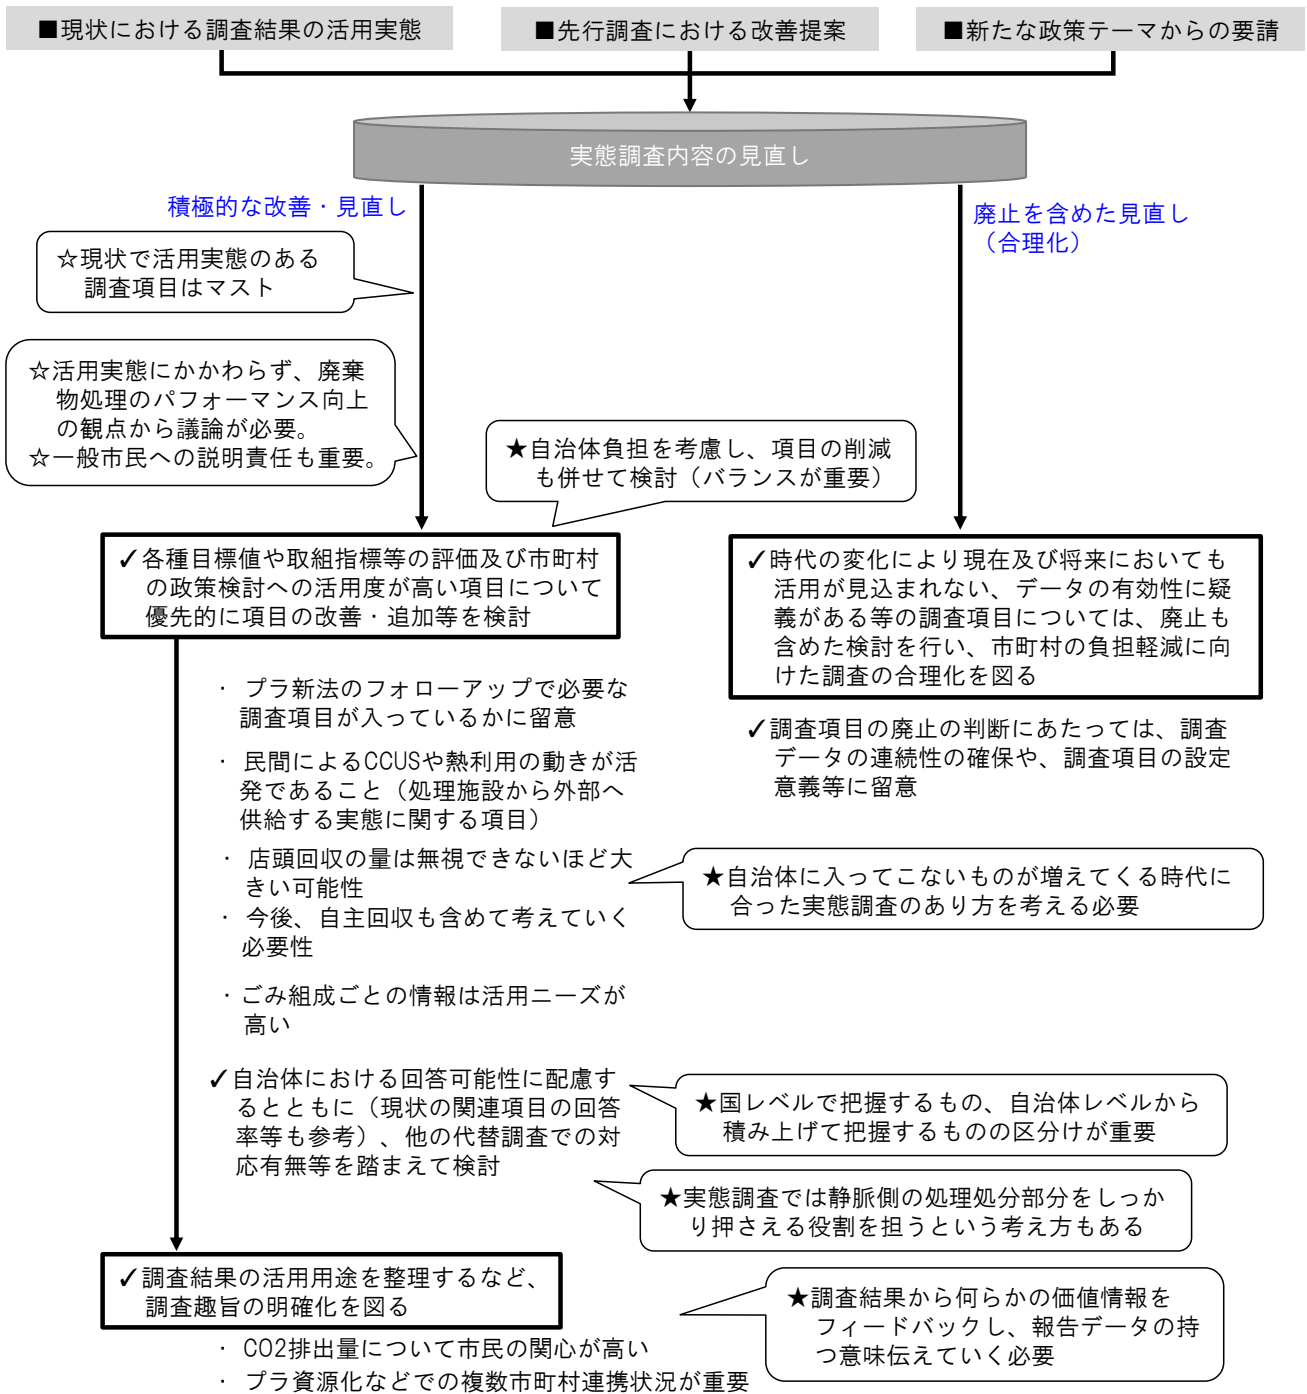 ■現状における調査結果の活用実態
■先行調査における改善提案
■新たな政策テーマからの要請
実態調査内容の見直し
積極的な改善・見直し
廃止を含めた見直し
（合理化）
☆現状で活用実態のある
調査項目はマスト
☆活用実態にかかわらず、廃棄
物処理のパフォーマンス向上
の観点から議論が必要。
☆一般市民への説明責任も重要。
★自治体負担を考慮し、項目の削減
も併せて検討（バランスが重要）
✓各種目標値や取組指標等の評価及び市町村
の政策検討への活用度が高い項目について
優先的に項目の改善・追加等を検討
✓時代の変化により現在及び将来においても
活用が見込まれない、データの有効性に疑
義がある等の調査項目については、廃止も
含めた検討を行い、市町村の負担軽減に向
けた調査の合理化を図る
✓調査項目の廃止の判断にあたっては、調査
データの連続性の確保や、調査項目の設定
意義等に留意
・ プラ新法のフォローアップで必要な
調査項目が入っているかに留意
・ 民間によるCCUSや熱利用の動きが活
発であること（処理施設から外部へ
供給する実態に関する項目）
・ 店頭回収の量は無視できないほど大
きい可能性
・ 今後、自主回収も含めて考えていく
必要性
★自治体に入ってこないものが増えてくる時代に
合った実態調査のあり方を考える必要
・ごみ組成ごとの情報は活用ニーズが
高い
✓自治体における回答可能性に配慮す
るとともに（現状の関連項目の回答
率等も参考）、他の代替調査での対
応有無等を踏まえて検討
★国レベルで把握するもの、自治体レベルから
積み上げて把握するものの区分けが重要
★実態調査では静脈側の処理処分部分をしっか
り押さえる役割を担うという考え方もある
✓調査結果の活用用途を整理するなど、
調査趣旨の明確化を図る
★調査結果から何らかの価値情報を
フィードバックし、報告データの持
つ意味伝えていく必要
・ CO2排出量について市民の関心が高い
・ プラ資源化などでの複数市町村連携状況が重要